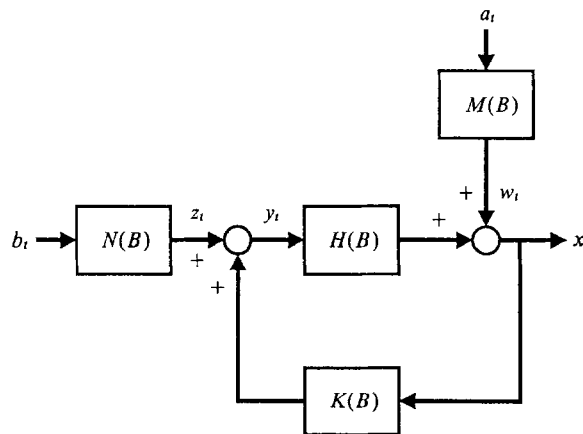 a_t
M(B)
+ w_t
b_t N(B) z_t + y_t H(B) + x
+
K(B)